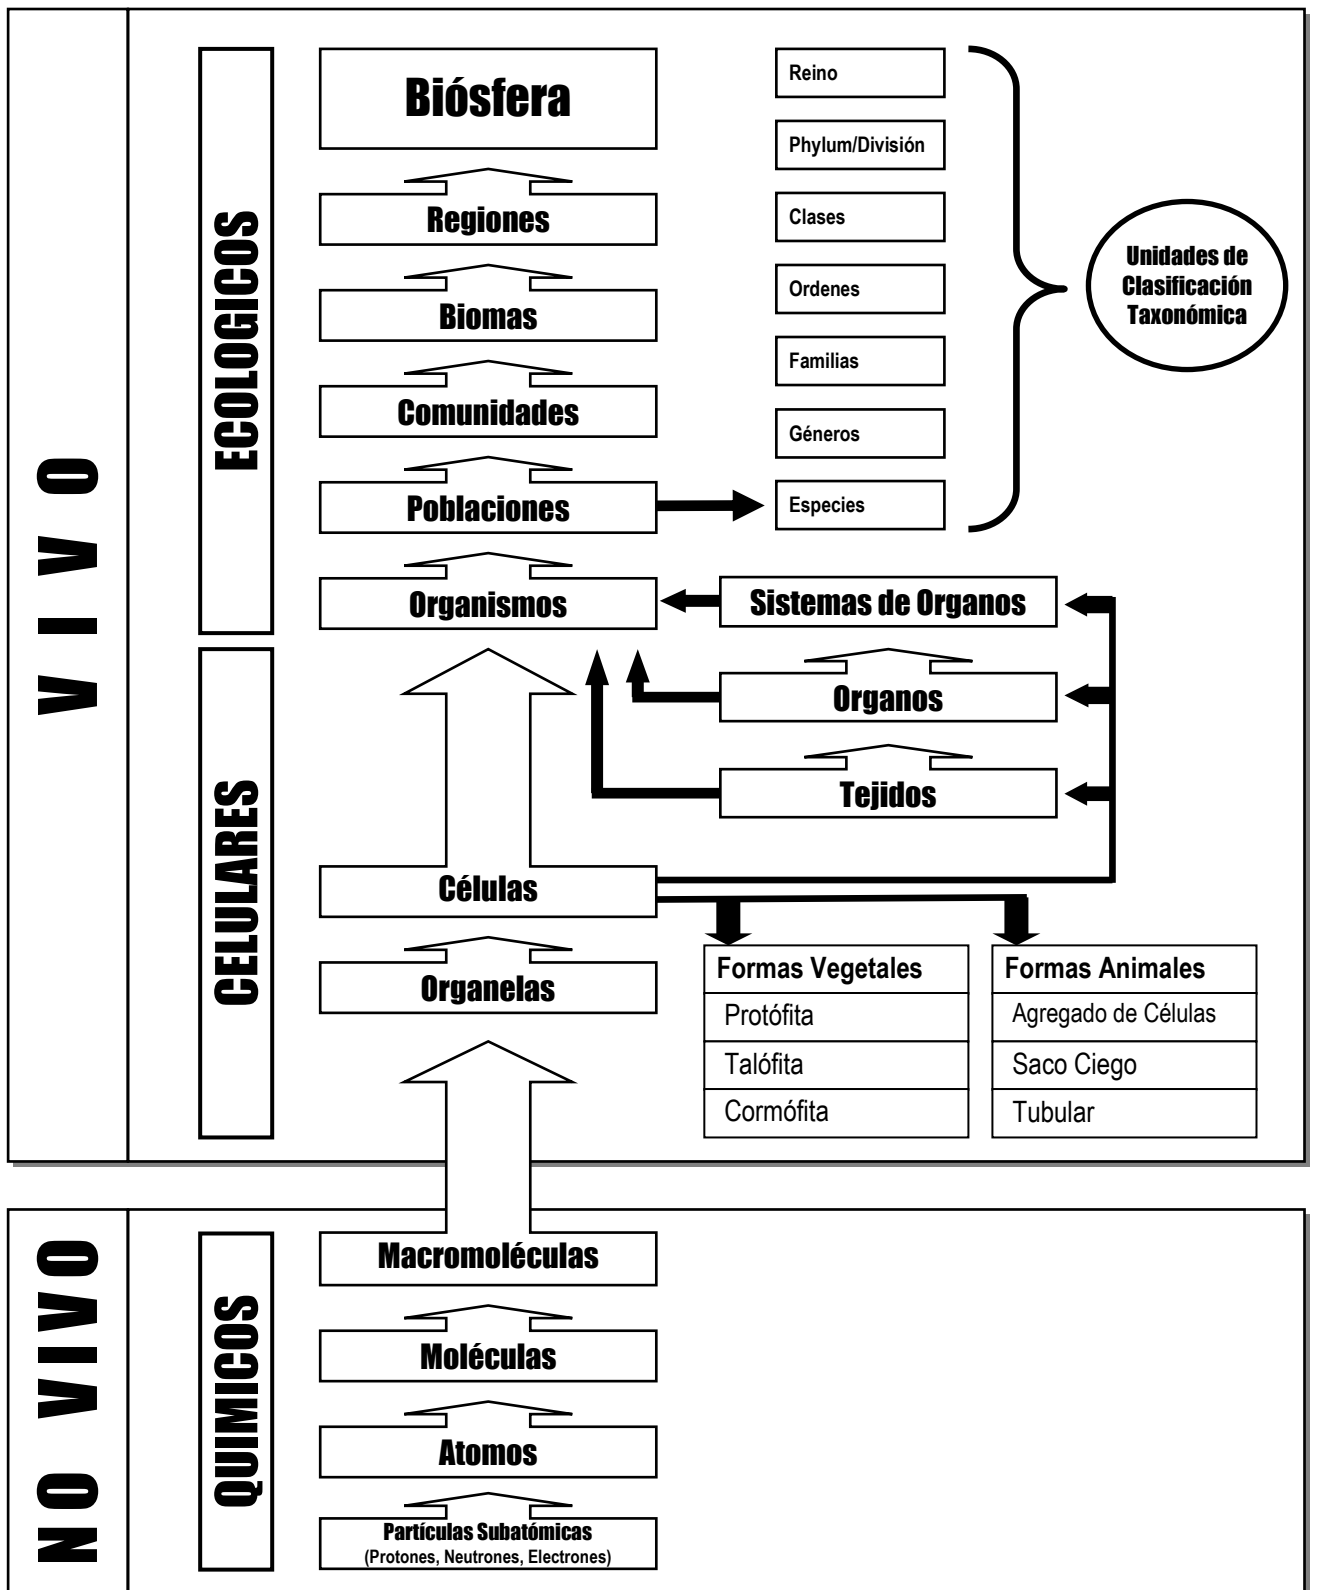 VIVO
ECOLOGICOS
Biósfera
Regiones
Biomas
Comunidades
Poblaciones
Organismos
Reino
Phylum/División
Clases
Ordenes
Familias
Géneros
Especies
Unidades de
Clasificación
Taxonómica
CELULARES
Sistemas de Organos
Organos
Tejidos
Células
Organelas
Formas Vegetales
Protófita
Talófita
Cormófita
Formas Animales
Agregado de Células
Saco Ciego
Tubular
NO VIVO
QUIMICOS
Macromoléculas
Moléculas
Atomos
Partículas Subatómicas
(Protones, Neutrones, Electrones)